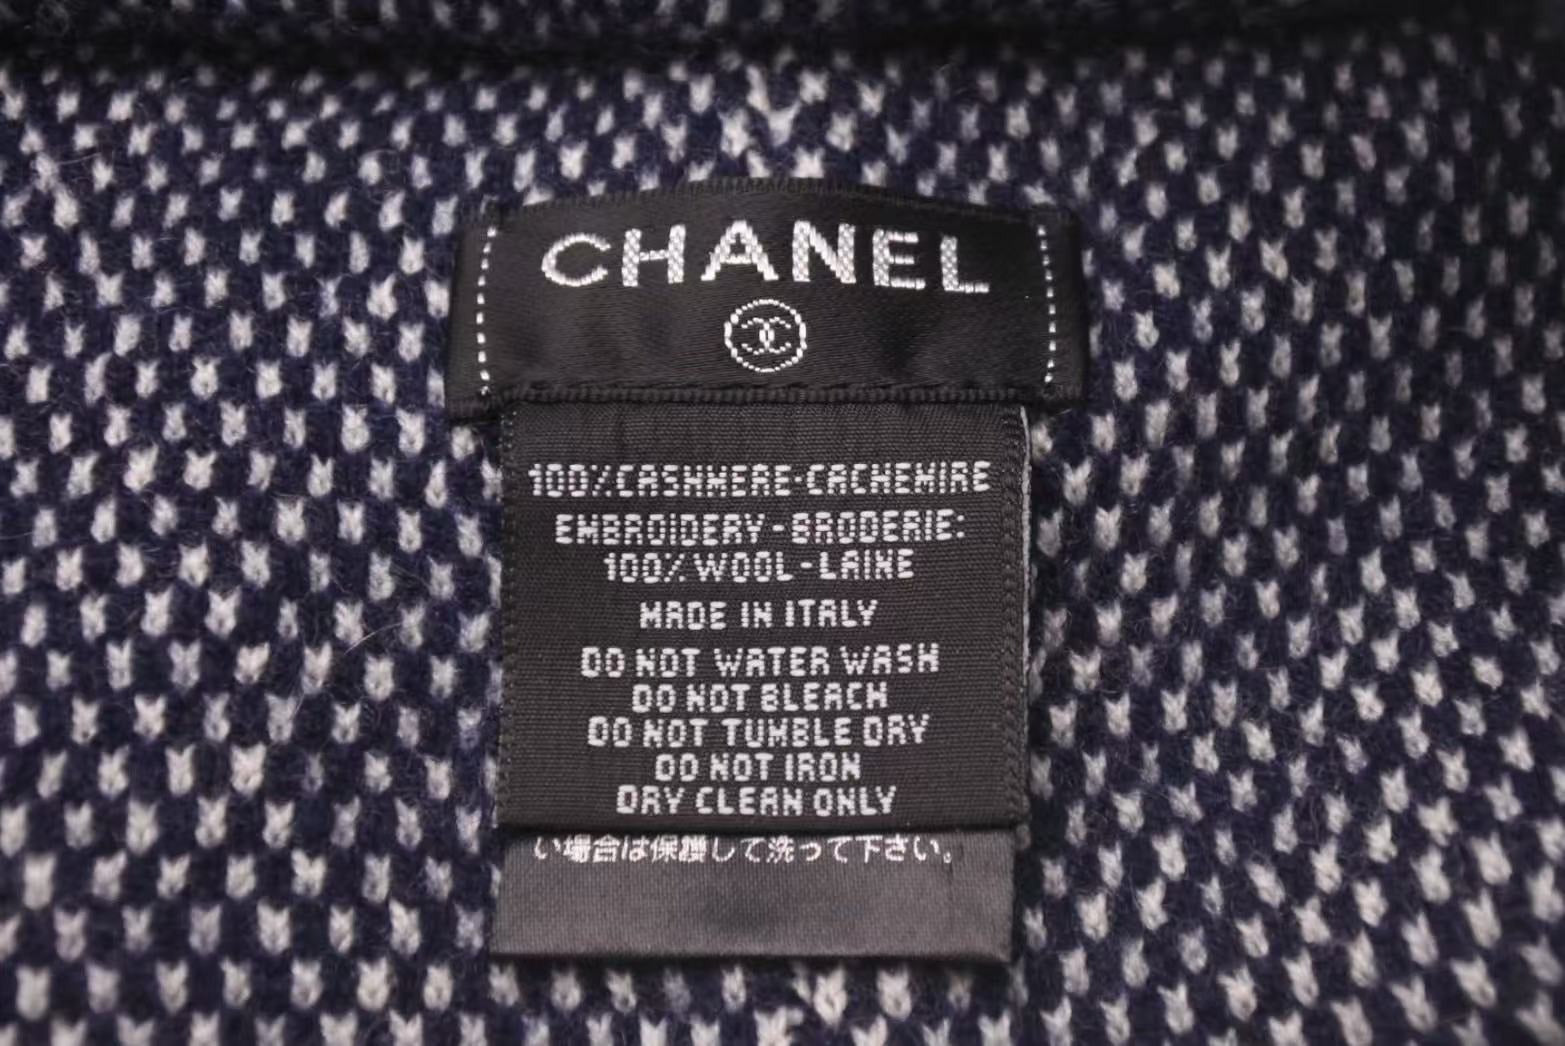 CHANEL
100% CASHMERE-CACHEMIRE
EMBROIDERY - BRODERIE:
100% WOOL - LAINE
MADE IN ITALY
DO NOT WATER WASH
DO NOT BLEACH
DO NOT TUMBLE DRY
DO NOT IRON
DRY CLEAN ONLY
い場合は保護して洗って下さい。